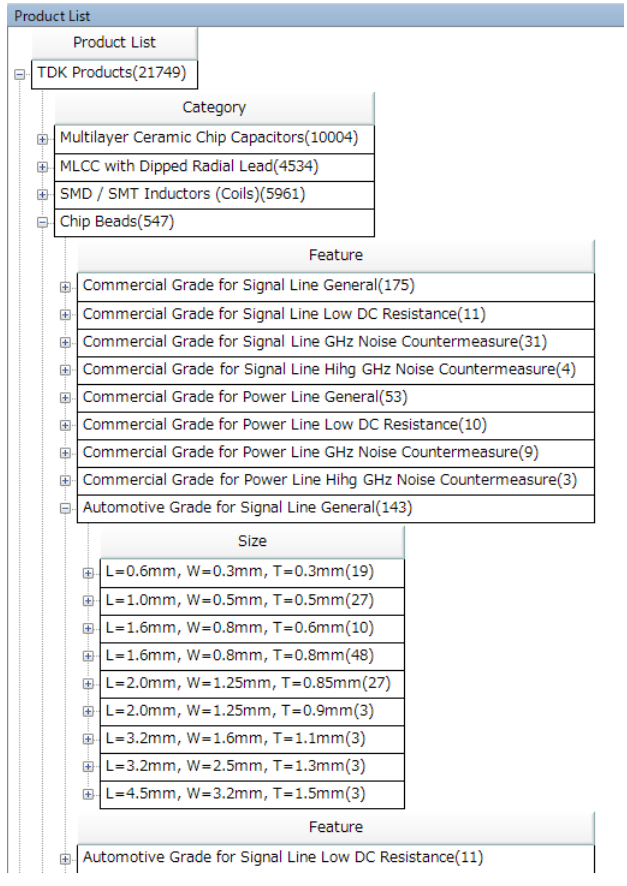 Product List
Product List
TDK Products(21749)
Category
Multilayer Ceramic Chip Capacitors(10004)
MLCC with Dipped Radial Lead(4534)
SMD / SMT Inductors (Coils)(5961)
Chip Beads(547)
Feature
Commercial Grade for Signal Line General(175)
Commercial Grade for Signal Line Low DC Resistance(11)
Commercial Grade for Signal Line GHz Noise Countermeasure(31)
Commercial Grade for Signal Line Hihg GHz Noise Countermeasure(4)
Commercial Grade for Power Line General(53)
Commercial Grade for Power Line Low DC Resistance(10)
Commercial Grade for Power Line GHz Noise Countermeasure(9)
Commercial Grade for Power Line Hihg GHz Noise Countermeasure(3)
Automotive Grade for Signal Line General(143)
Size
L=0.6mm, W=0.3mm, T=0.3mm(19)
L=1.0mm, W=0.5mm, T=0.5mm(27)
L=1.6mm, W=0.8mm, T=0.6mm(10)
L=1.6mm, W=0.8mm, T=0.8mm(48)
L=2.0mm, W=1.25mm, T=0.85mm(27)
L=2.0mm, W=1.25mm, T=0.9mm(3)
L=3.2mm, W=1.6mm, T=1.1mm(3)
L=3.2mm, W=2.5mm, T=1.3mm(3)
L=4.5mm, W=3.2mm, T=1.5mm(3)
Feature
Automotive Grade for Signal Line Low DC Resistance(11)